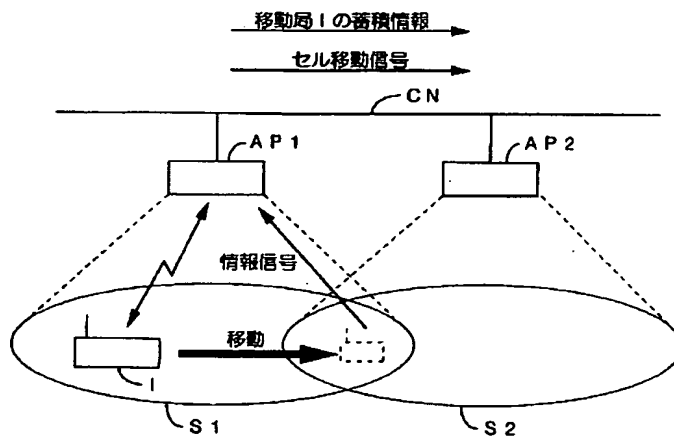 移動局Iの蓄積情報
セル移動信号
CN
AP1
AP2
情報信号
移動
I
S1
S2